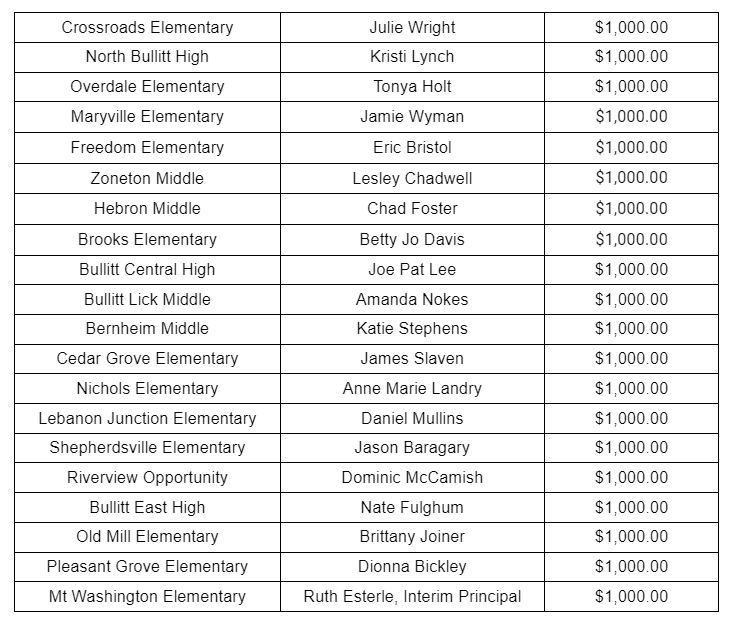 Crossroads Elementary Julie Wright $1,000.00
North Bullitt High Kristi Lynch $1,000.00
Overdale Elementary Tonya Holt $1,000.00
Maryville Elementary Jamie Wyman $1,000.00
Freedom Elementary Eric Bristol $1,000.00
Zoneton Middle Lesley Chadwell $1,000.00
Hebron Middle Chad Foster $1,000.00
Brooks Elementary Betty Jo Davis $1,000.00
Bullitt Central High Joe Pat Lee $1,000.00
Bullitt Lick Middle Amanda Nokes $1,000.00
Bernheim Middle Katie Stephens $1,000.00
Cedar Grove Elementary James Slaven $1,000.00
Nichols Elementary Anne Marie Landry $1,000.00
Lebanon Junction Elementary Daniel Mullins $1,000.00
Shepherdsville Elementary Jason Baragary $1,000.00
Riverview Opportunity Dominic McCamish $1,000.00
Bullitt East High Nate Fulghum $1,000.00
Old Mill Elementary Brittany Joiner $1,000.00
Pleasant Grove Elementary Dionna Bickley $1,000.00
Mt Washington Elementary Ruth Esterle, Interim Principal $1,000.00